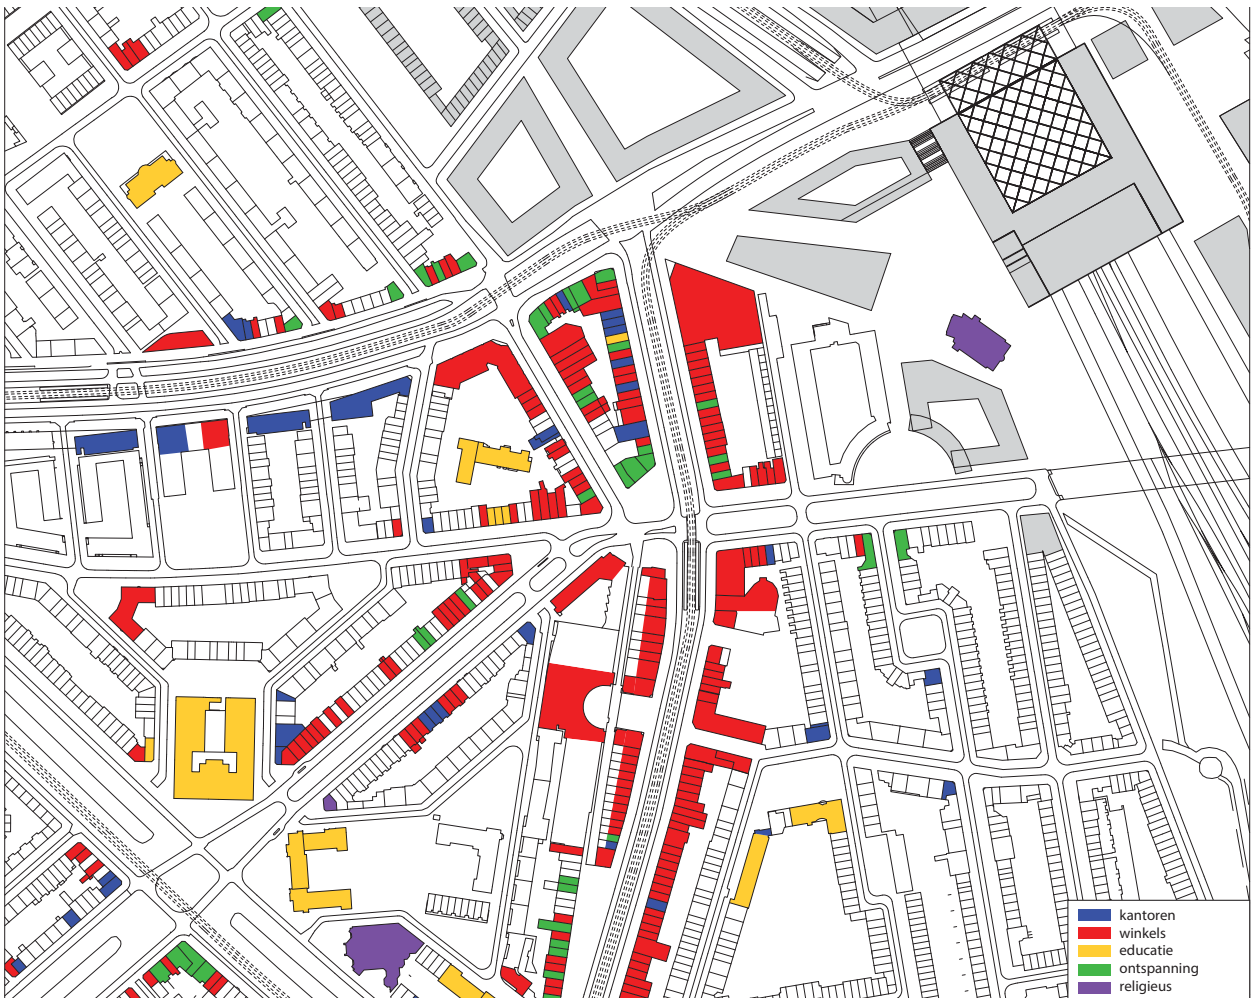 kantoren
winkels
educatie
ontspanning
religieus